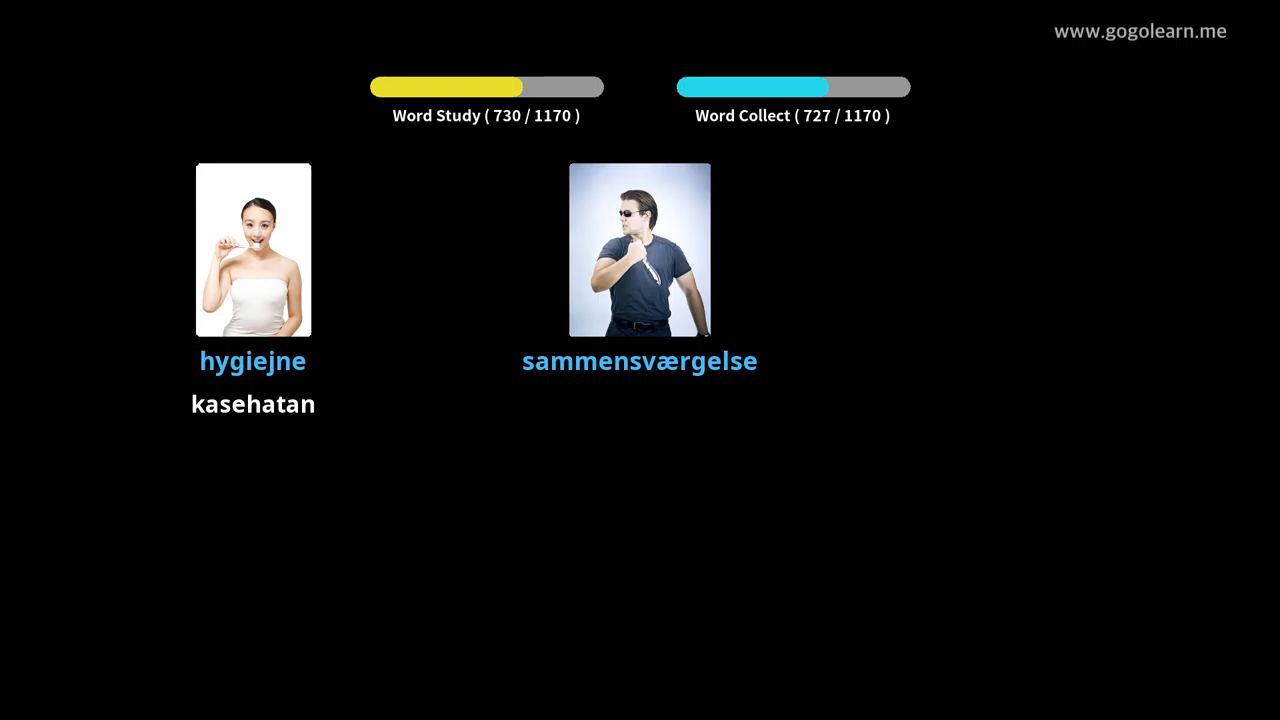 www.gogolearn.me
Word Study ( 730 / 1170 )
Word Collect ( 727 / 1170 )
hygiejne
sammensværgelse
kasehatan